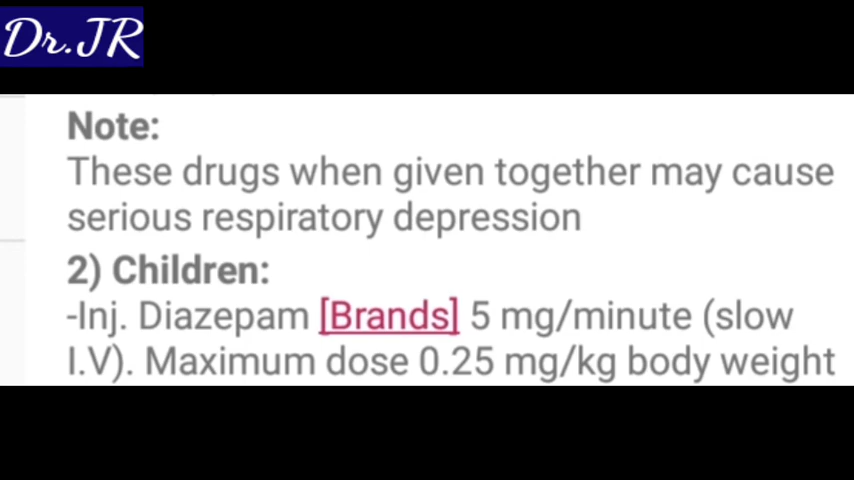 Dr.JR
Note:
These drugs when given together may cause
serious respiratory depression
2) Children:
-Inj. Diazepam [Brands] 5 mg/minute (slow
I.V). Maximum dose 0.25 mg/kg body weight